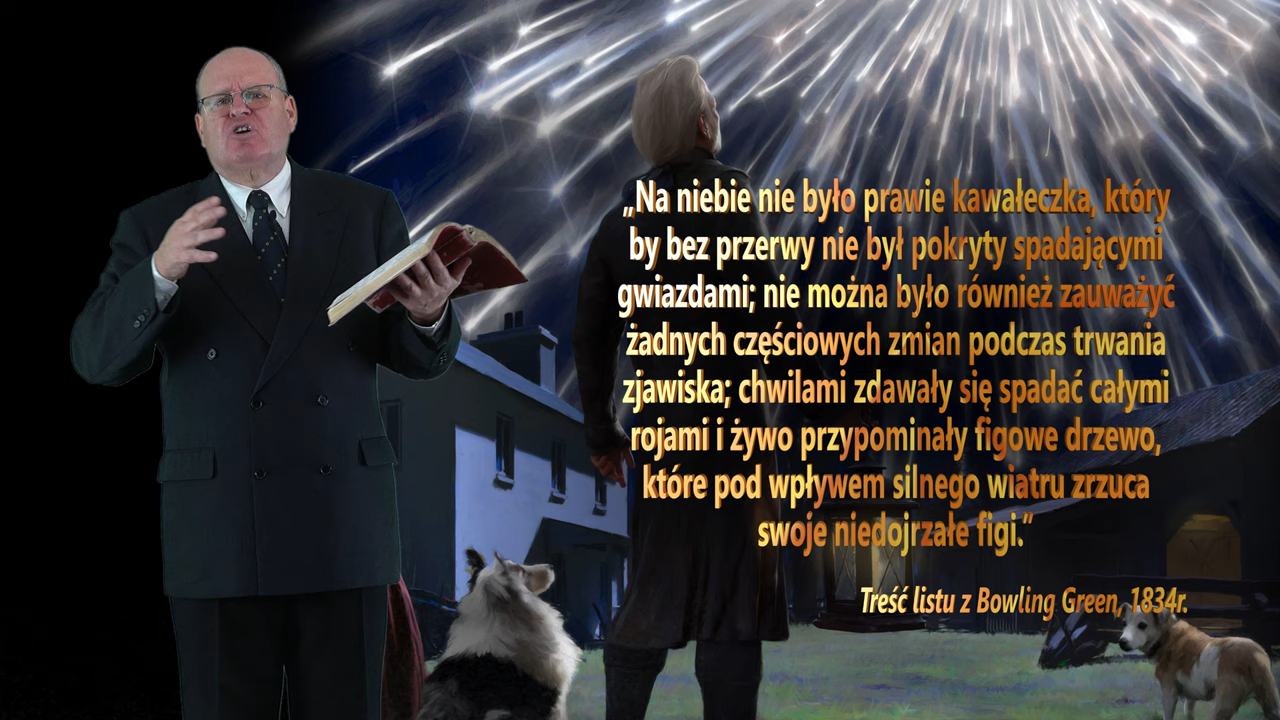 „Na niebie nie było prawie kawałeczka, który
by bez przerwy nie był pokryty spadającymi
gwiazdami; nie można było również zauważyć
żadnych częściowych zmian podczas trwania
zjawiska; chwilami zdawały się spadać całymi
rojami i żywo przypominały figowe drzewo,
które pod wpływem silnego wiatru zrzuca
swoje niedojrzałe figi.”
Treść listu z Bowling Green, 1834r.